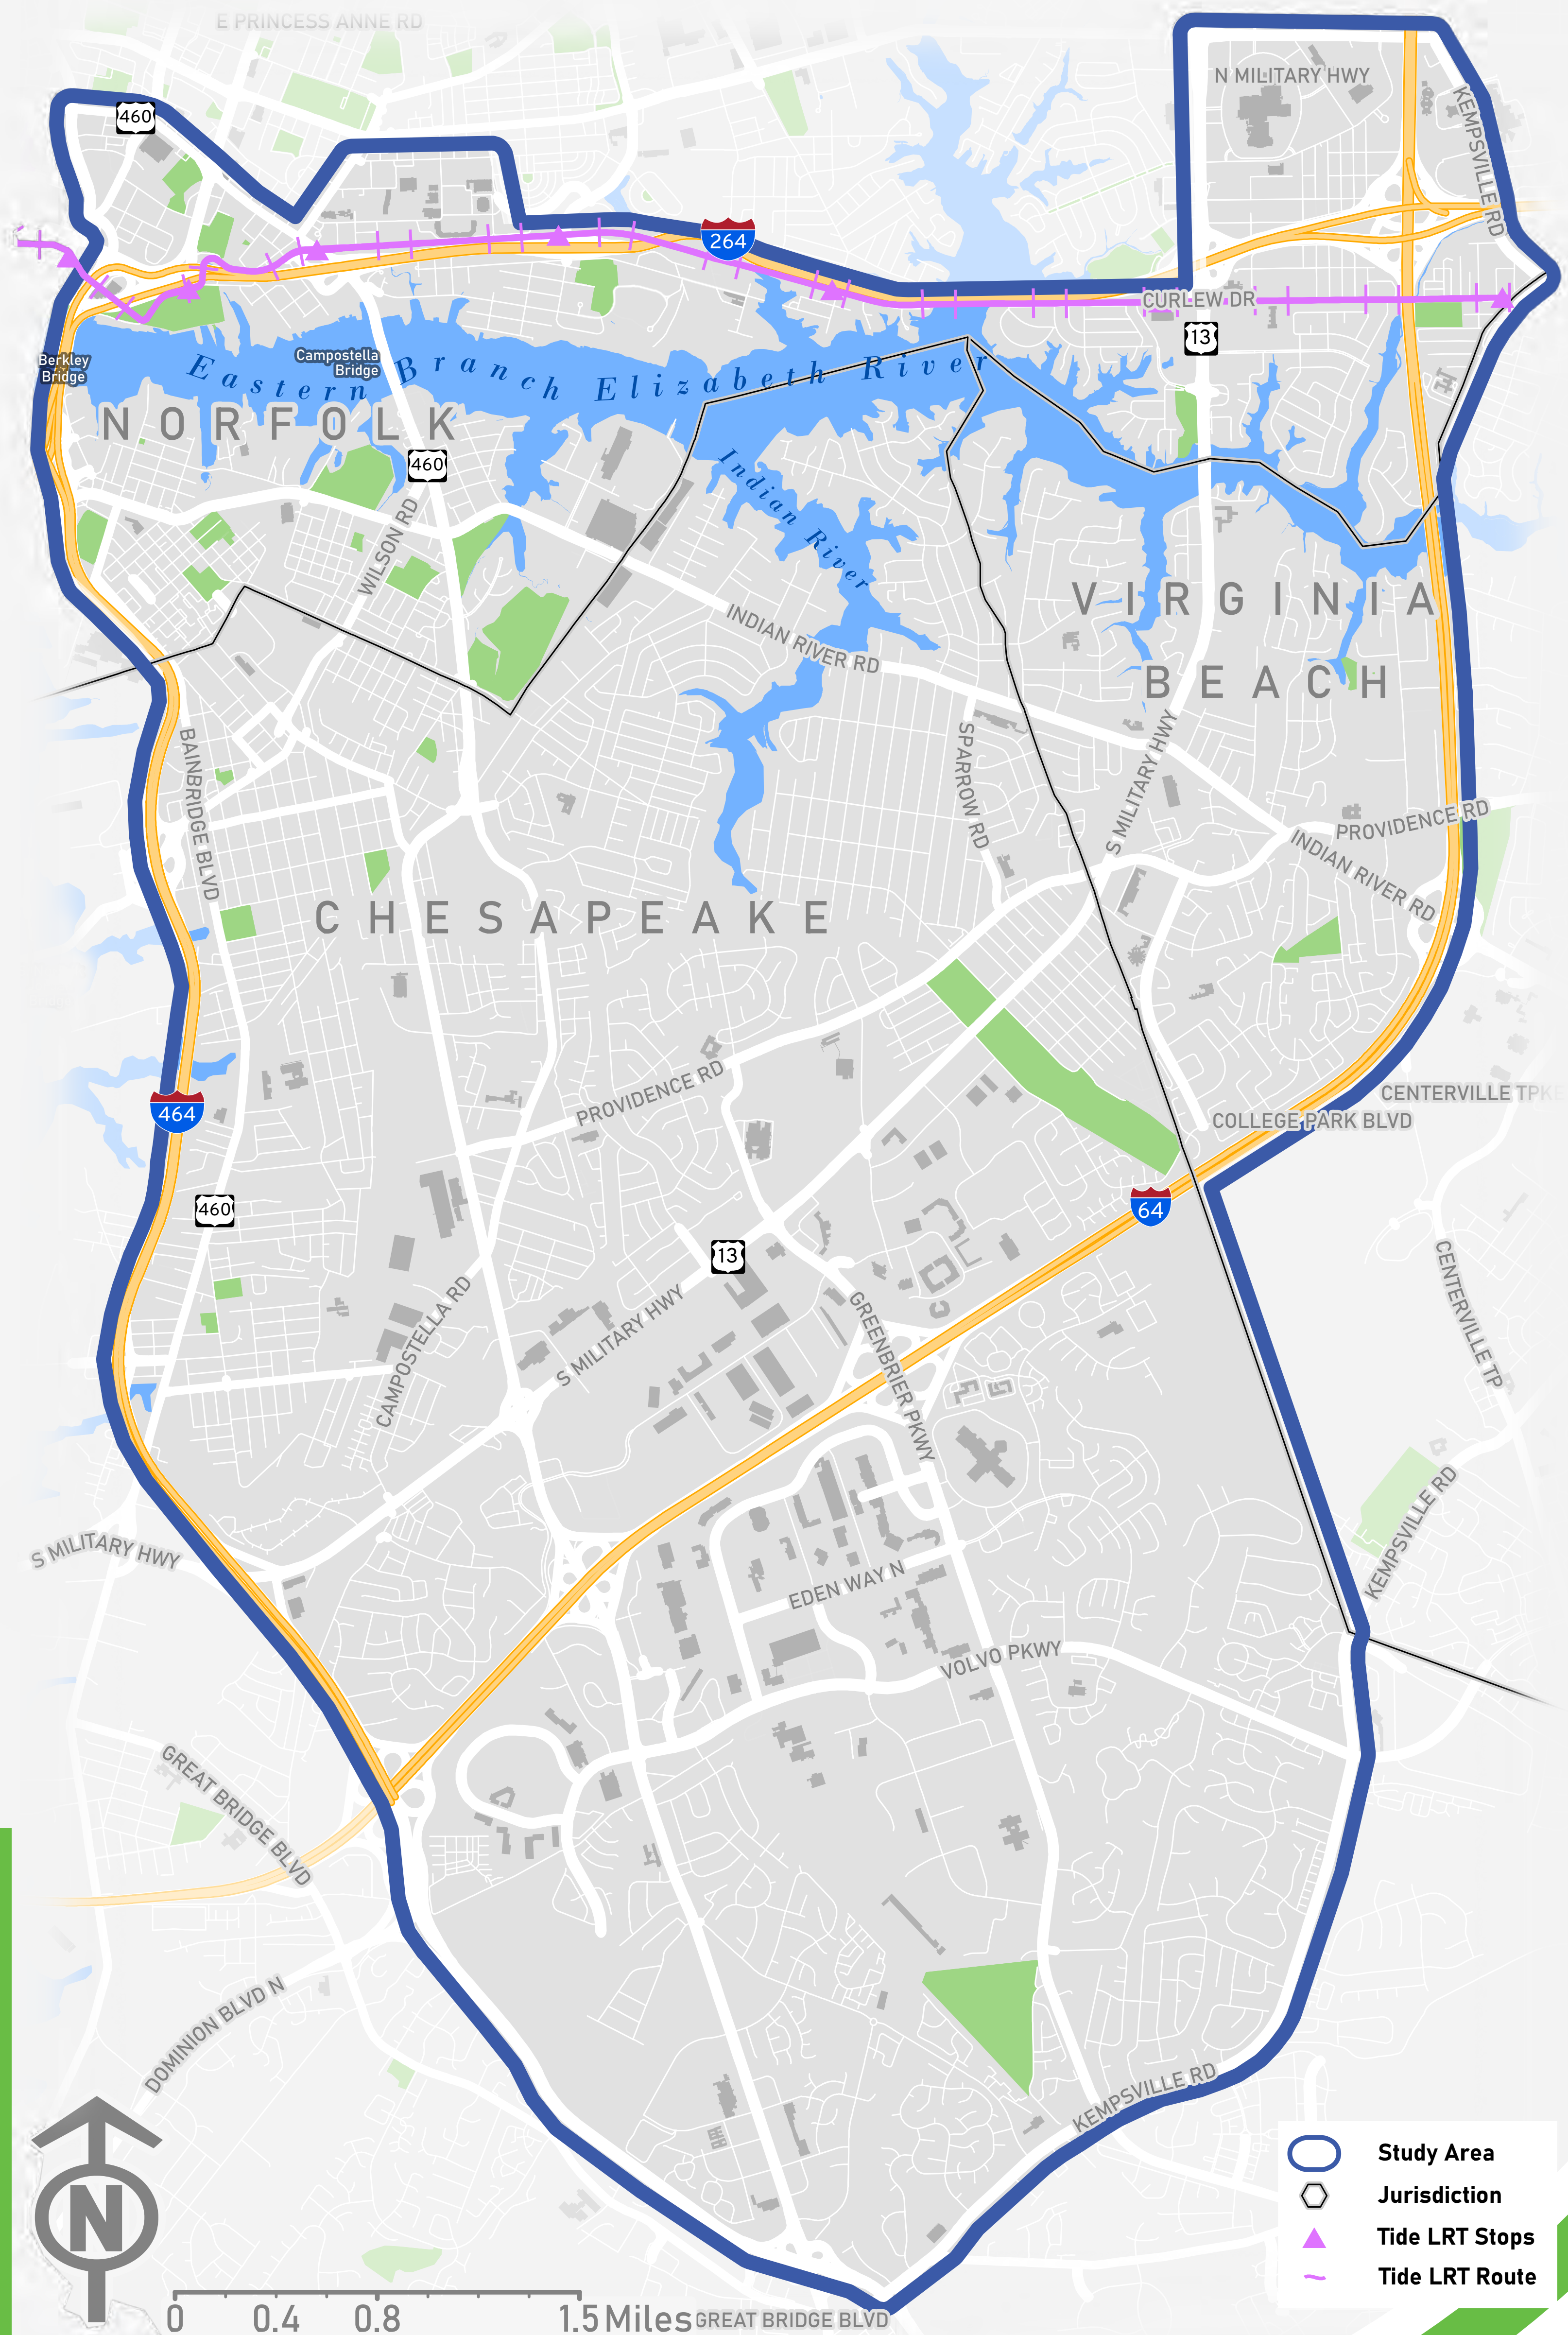 E PRINCESS ANNE RD
N MILITARY HWY
KEMPSVILLE RD
460
264
CURLEW DR
13
Berkley
Bridge
Campostella
Bridge
Eastern Branch Elizabeth River
NORFOLK
460
Indian River
WILSON RD
VIRGINIA
BEACH
INDIAN RIVER RD
BAINBRIDGE BLVD
SPARROW RD
S MILITARY HWY
PROVIDENCE RD
INDIAN RIVER RD
CHESAPEAKE
PROVIDENCE RD
464
CENTERVILLE TPKE
COLLEGE PARK BLVD
460
64
13
CENTERVILLE TP
CAMPOSTELLA RD
S MILITARY HWY
GREENBRIER PKWY
S MILITARY HWY
KEMPSVILLE RD
EDEN WAY N
VOLVO PKWY
GREAT BRIDGE BLVD
DOMINION BLVD N
KEMPSVILLE RD
N
Study Area
Jurisdiction
Tide LRT Stops
Tide LRT Route
0 0.4 0.8 1.5 Miles
GREAT BRIDGE BLVD